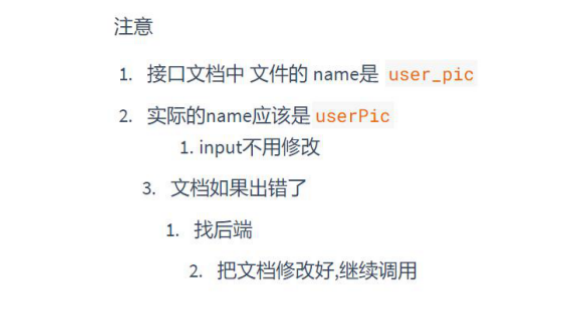 注意
1. 接口文档中 文件的 name是 user_pic
2. 实际的name应该是 userPic
1. input不用修改
3. 文档如果出错了
1. 找后端
2. 把文档修改好,继续调用